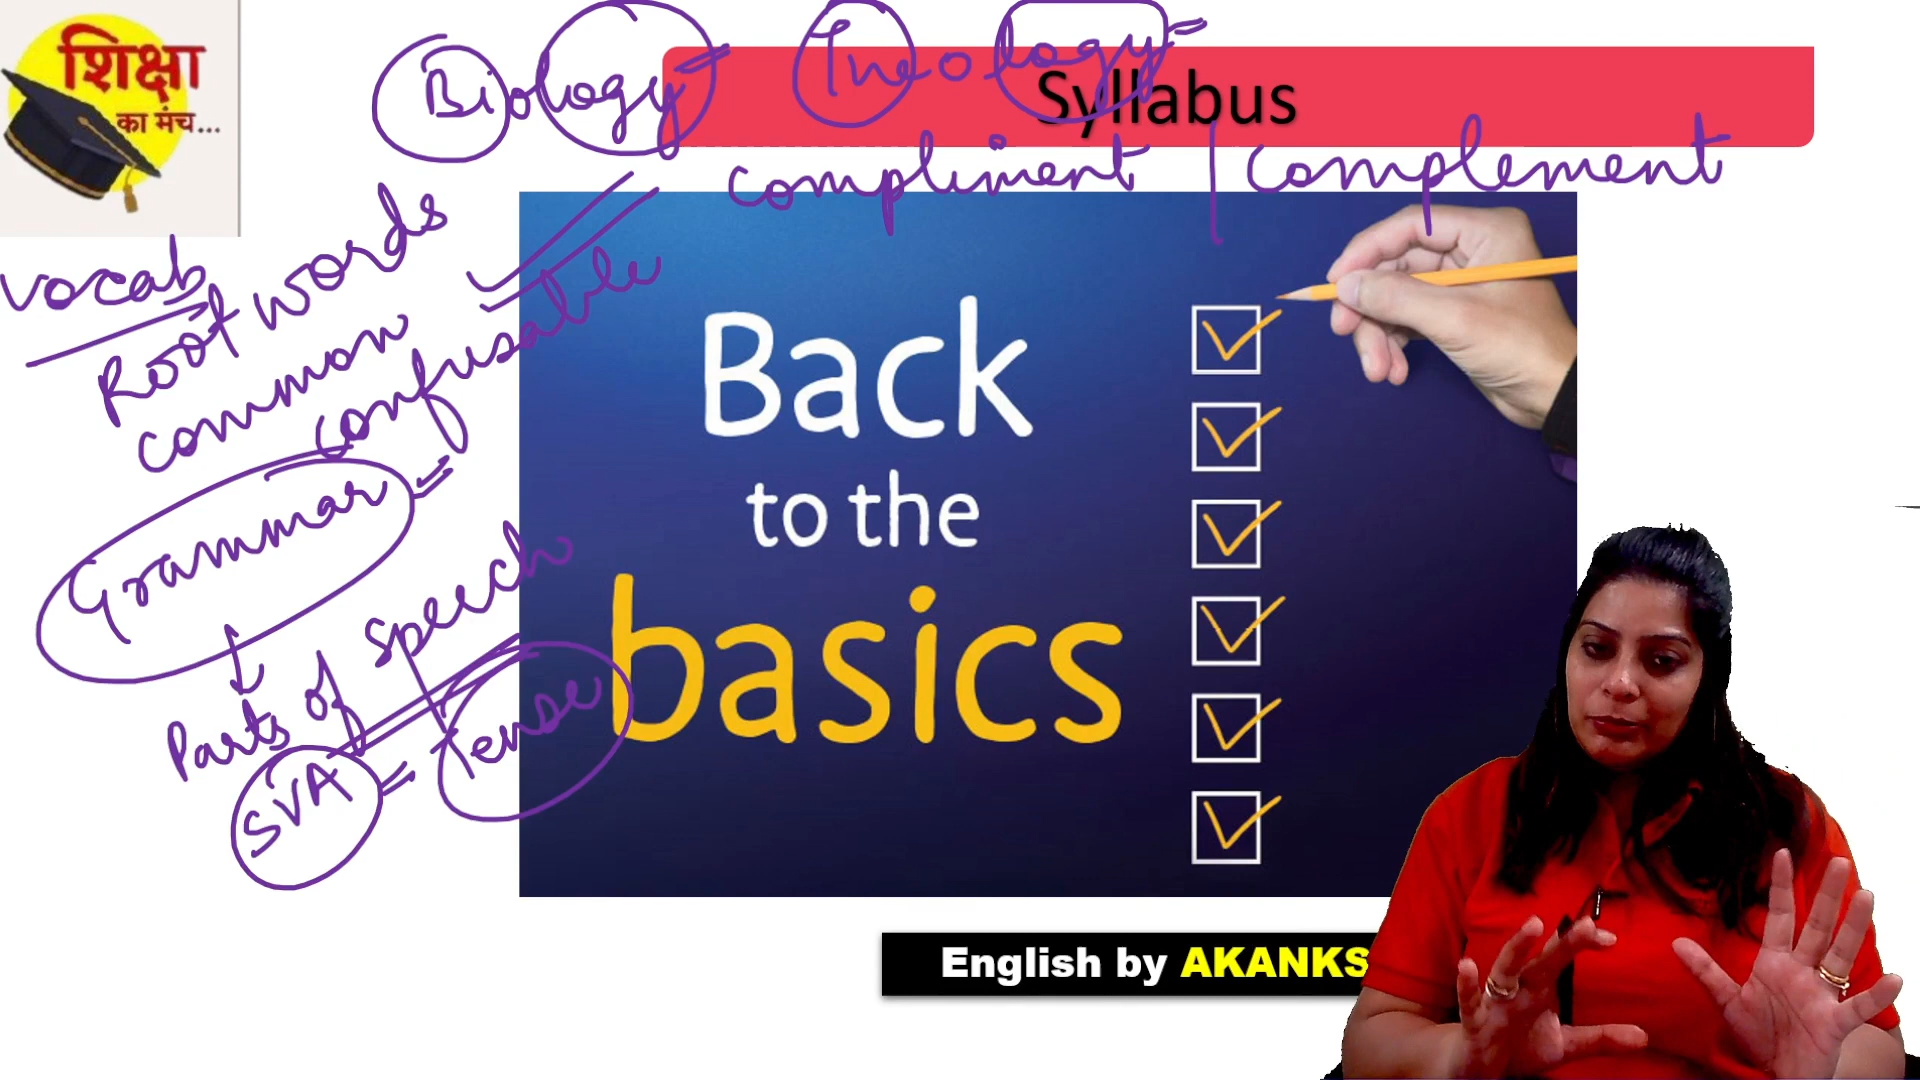 शिक्षा
का मंच...
Biology = Theology =
Syllabus
compliment | complement
vocab
Root words
common confusable
Grammar =
Parts of speech
SVA = Tense
Back
to the
basics
English by AKANKS